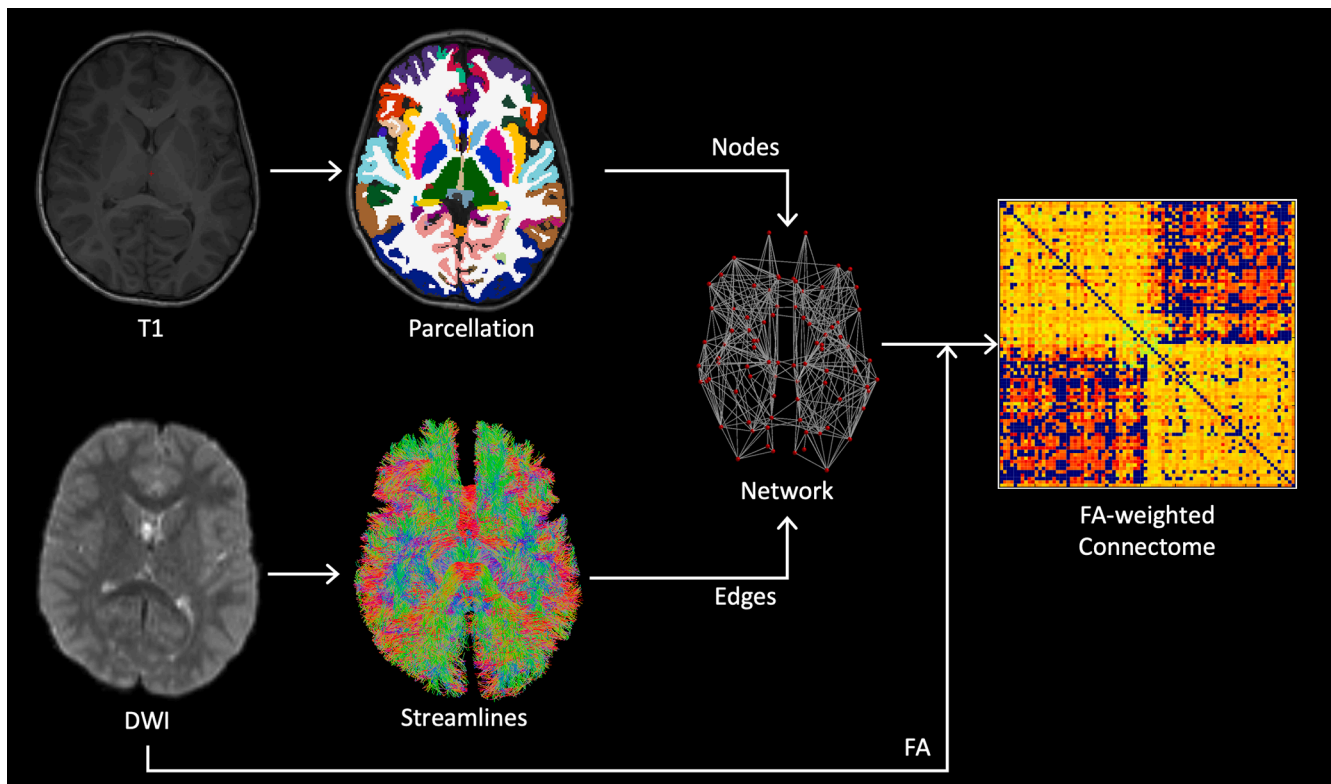 Nodes
T1
Parcellation
Network
FA-weighted
Connectome
Edges
DWI
Streamlines
FA